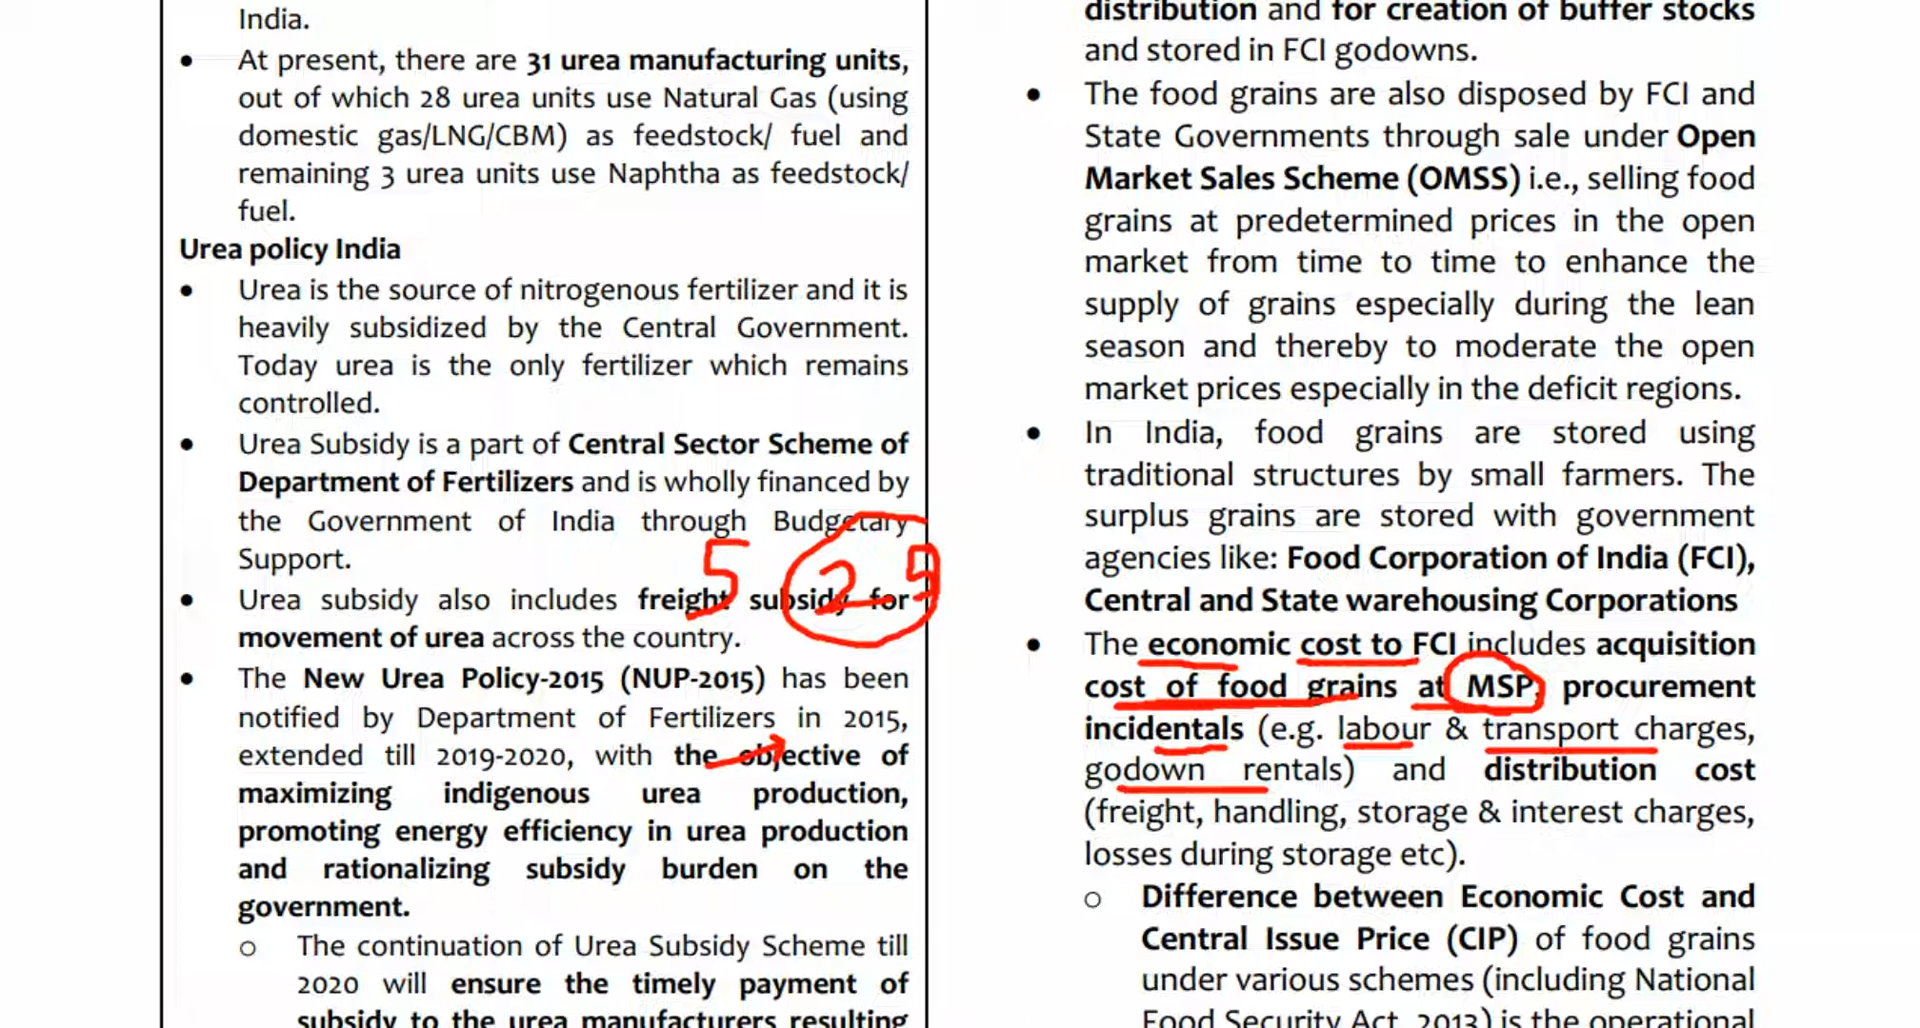 India.
• At present, there are 31 urea manufacturing units,
out of which 28 urea units use Natural Gas (using
domestic gas/LNG/CBM) as feedstock/ fuel and
remaining 3 urea units use Naphtha as feedstock/
fuel.
Urea policy India
• Urea is the source of nitrogenous fertilizer and it is
heavily subsidized by the Central Government.
Today urea is the only fertilizer which remains
controlled.
• Urea Subsidy is a part of Central Sector Scheme of
Department of Fertilizers and is wholly financed by
the Government of India through Budgetary
Support.
5 25
• Urea subsidy also includes freight subsidy for
movement of urea across the country.
• The New Urea Policy-2015 (NUP-2015) has been
notified by Department of Fertilizers in 2015,
extended till 2019-2020, with the objective of
maximizing indigenous urea production,
promoting energy efficiency in urea production
and rationalizing subsidy burden on the
government.
o The continuation of Urea Subsidy Scheme till
2020 will ensure the timely payment of
subsidy to the urea manufacturers resulting
distribution and for creation of buffer stocks
and stored in FCI godowns.
• The food grains are also disposed by FCI and
State Governments through sale under Open
Market Sales Scheme (OMSS) i.e., selling food
grains at predetermined prices in the open
market from time to time to enhance the
supply of grains especially during the lean
season and thereby to moderate the open
market prices especially in the deficit regions.
• In India, food grains are stored using
traditional structures by small farmers. The
surplus grains are stored with government
agencies like: Food Corporation of India (FCI),
Central and State warehousing Corporations
• The economic cost to FCI includes acquisition
cost of food grains at MSP, procurement
incidentals (e.g. labour & transport charges,
godown rentals) and distribution cost
(freight, handling, storage & interest charges,
losses during storage etc).
o Difference between Economic Cost and
Central Issue Price (CIP) of food grains
under various schemes (including National
Food Security Act, 2013) is the operational